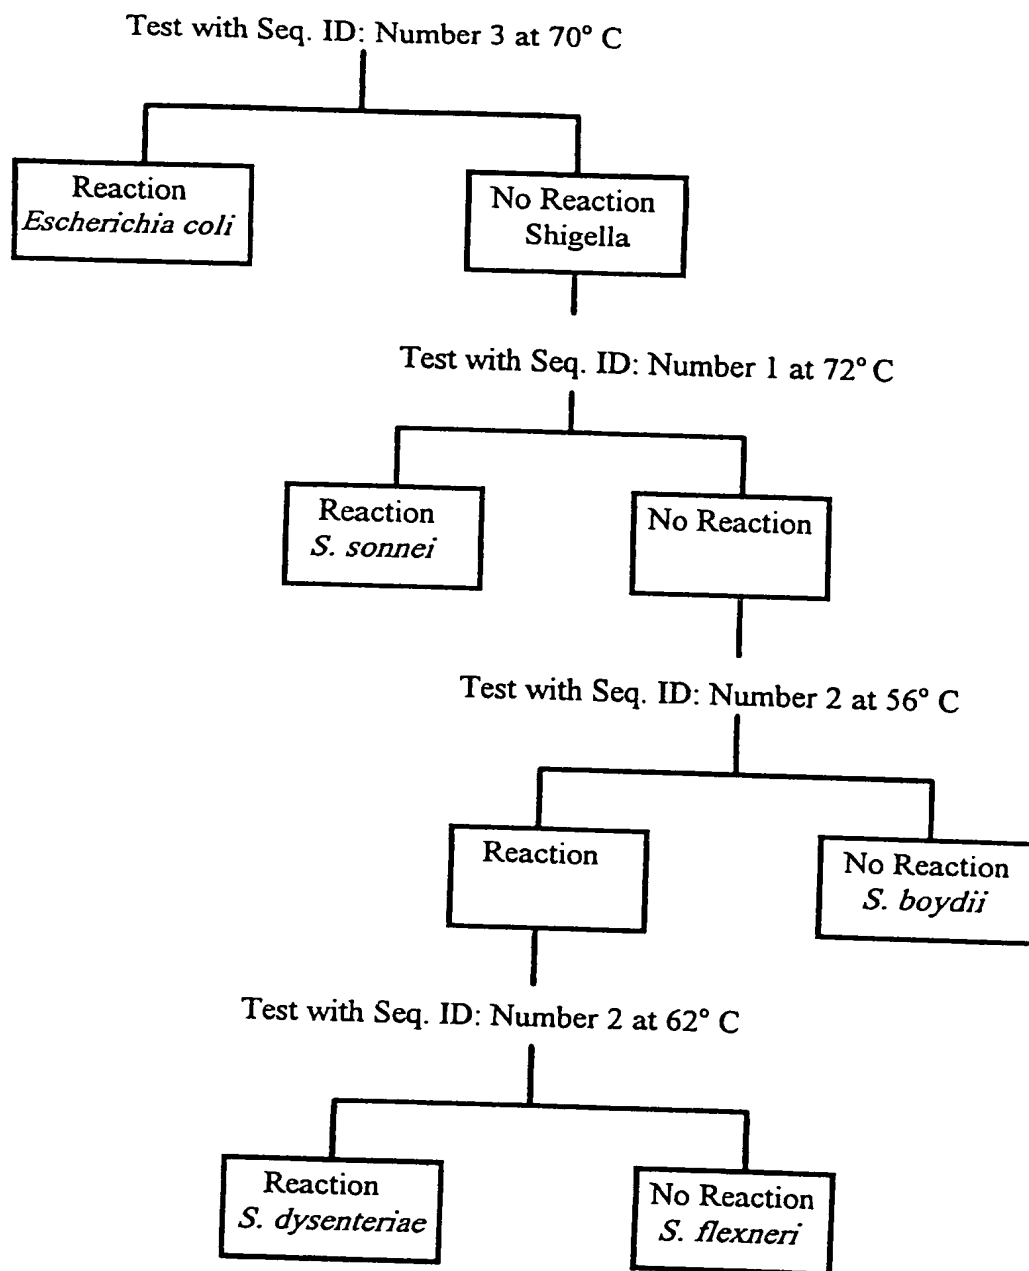 Test with Seq. ID: Number 3 at 70° C
Reaction
Escherichia coli
No Reaction
Shigella
Test with Seq. ID: Number 1 at 72° C
Reaction
S. sonnei
No Reaction
Test with Seq. ID: Number 2 at 56° C
Reaction
No Reaction
S. boydii
Test with Seq. ID: Number 2 at 62° C
Reaction
S. dysenteriae
No Reaction
S. flexneri